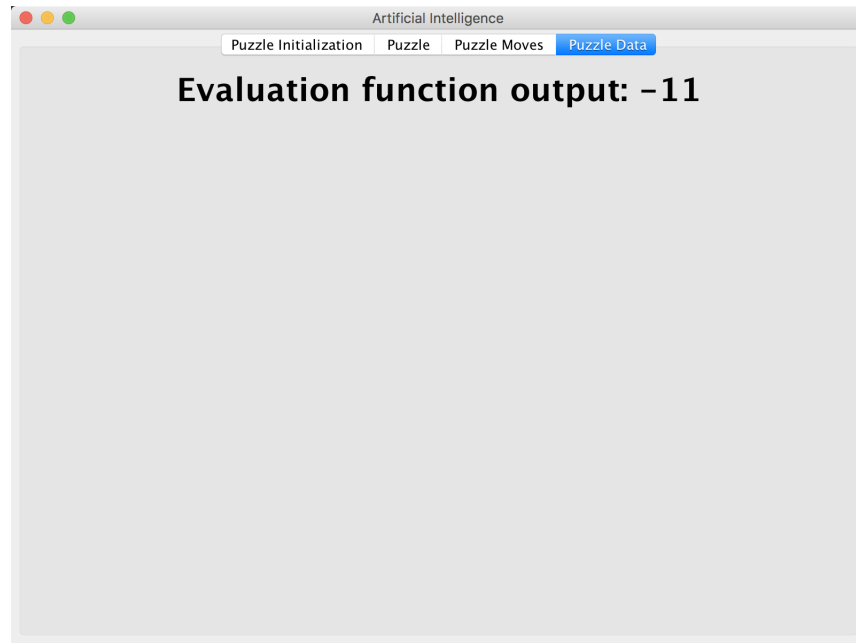 Artificial Intelligence
Puzzle Initialization Puzzle Puzzle Moves Puzzle Data
Evaluation function output: -11